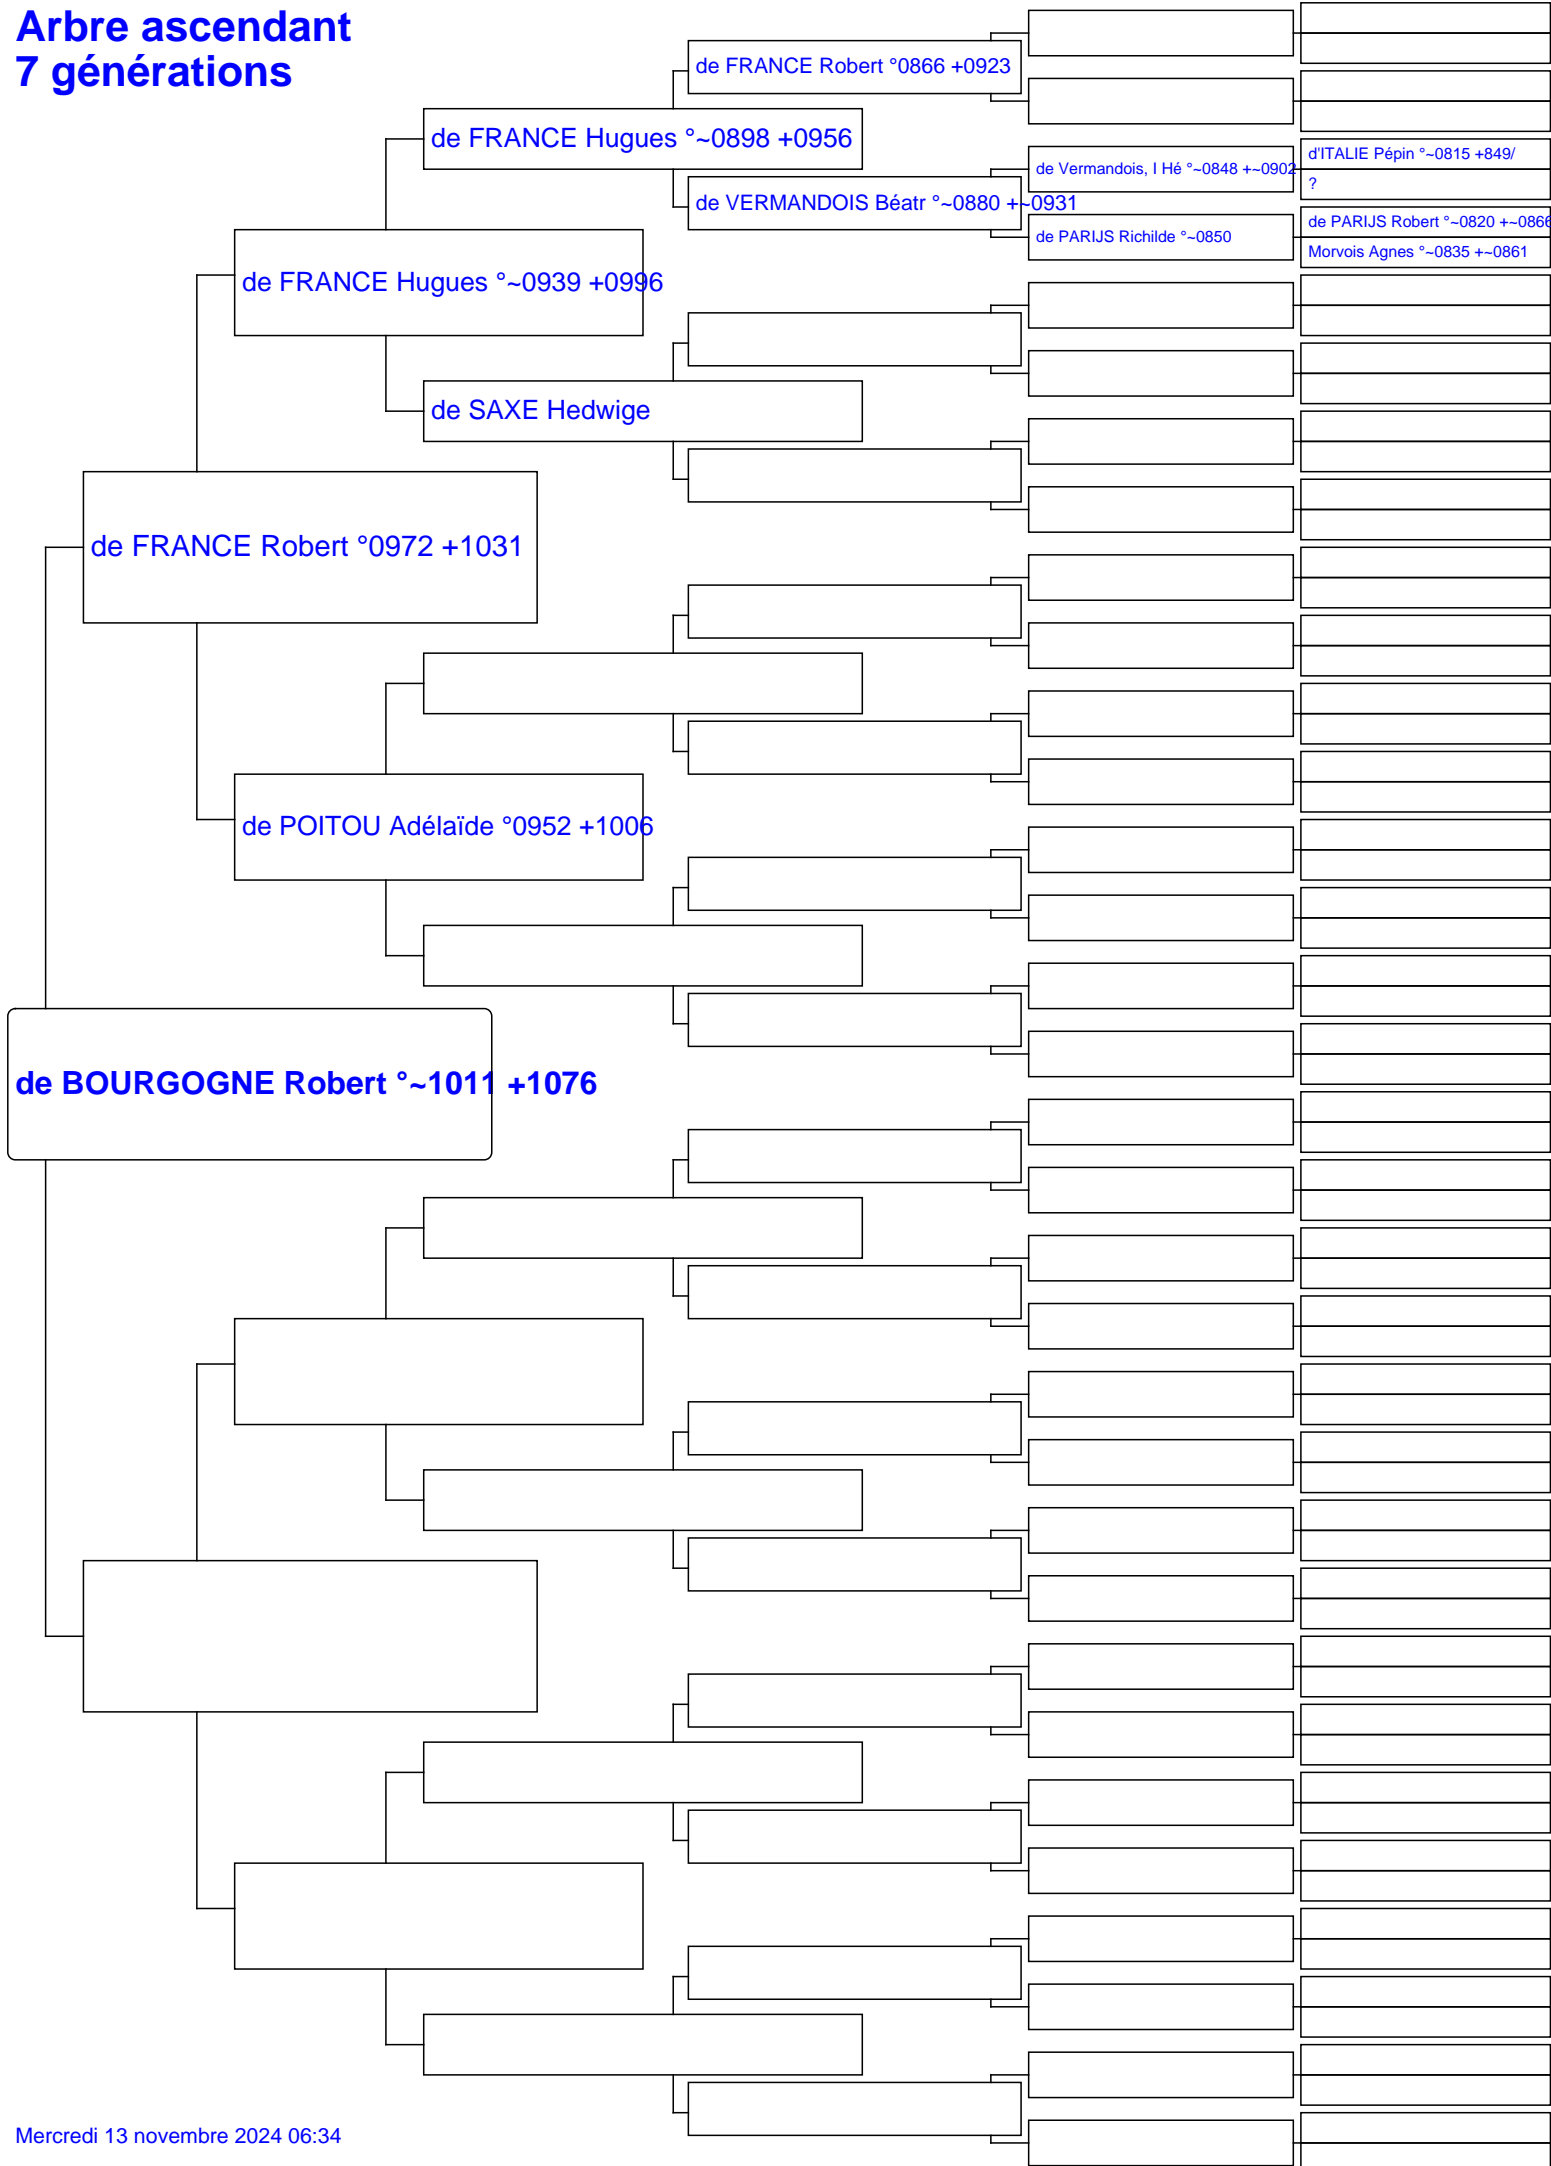 Arbre ascendant
7 générations
de FRANCE Robert °0866 +0923
de FRANCE Hugues °~0898 +0956
de Vermandois, I Hé °~0848 +~0902
d'ITALIE Pépin °~0815 +849/
?
de VERMANDOIS Béatr °~0880 +~0931
de PARIJS Richilde °~0850
de PARIJS Robert °~0820 +~0866
Morvois Agnes °~0835 +~0861
de FRANCE Hugues °~0939 +0996
de SAXE Hedwige
de FRANCE Robert °0972 +1031
de POITOU Adélaïde °0952 +1006
de BOURGOGNE Robert °~1011 +1076
Mercredi 13 novembre 2024 06:34